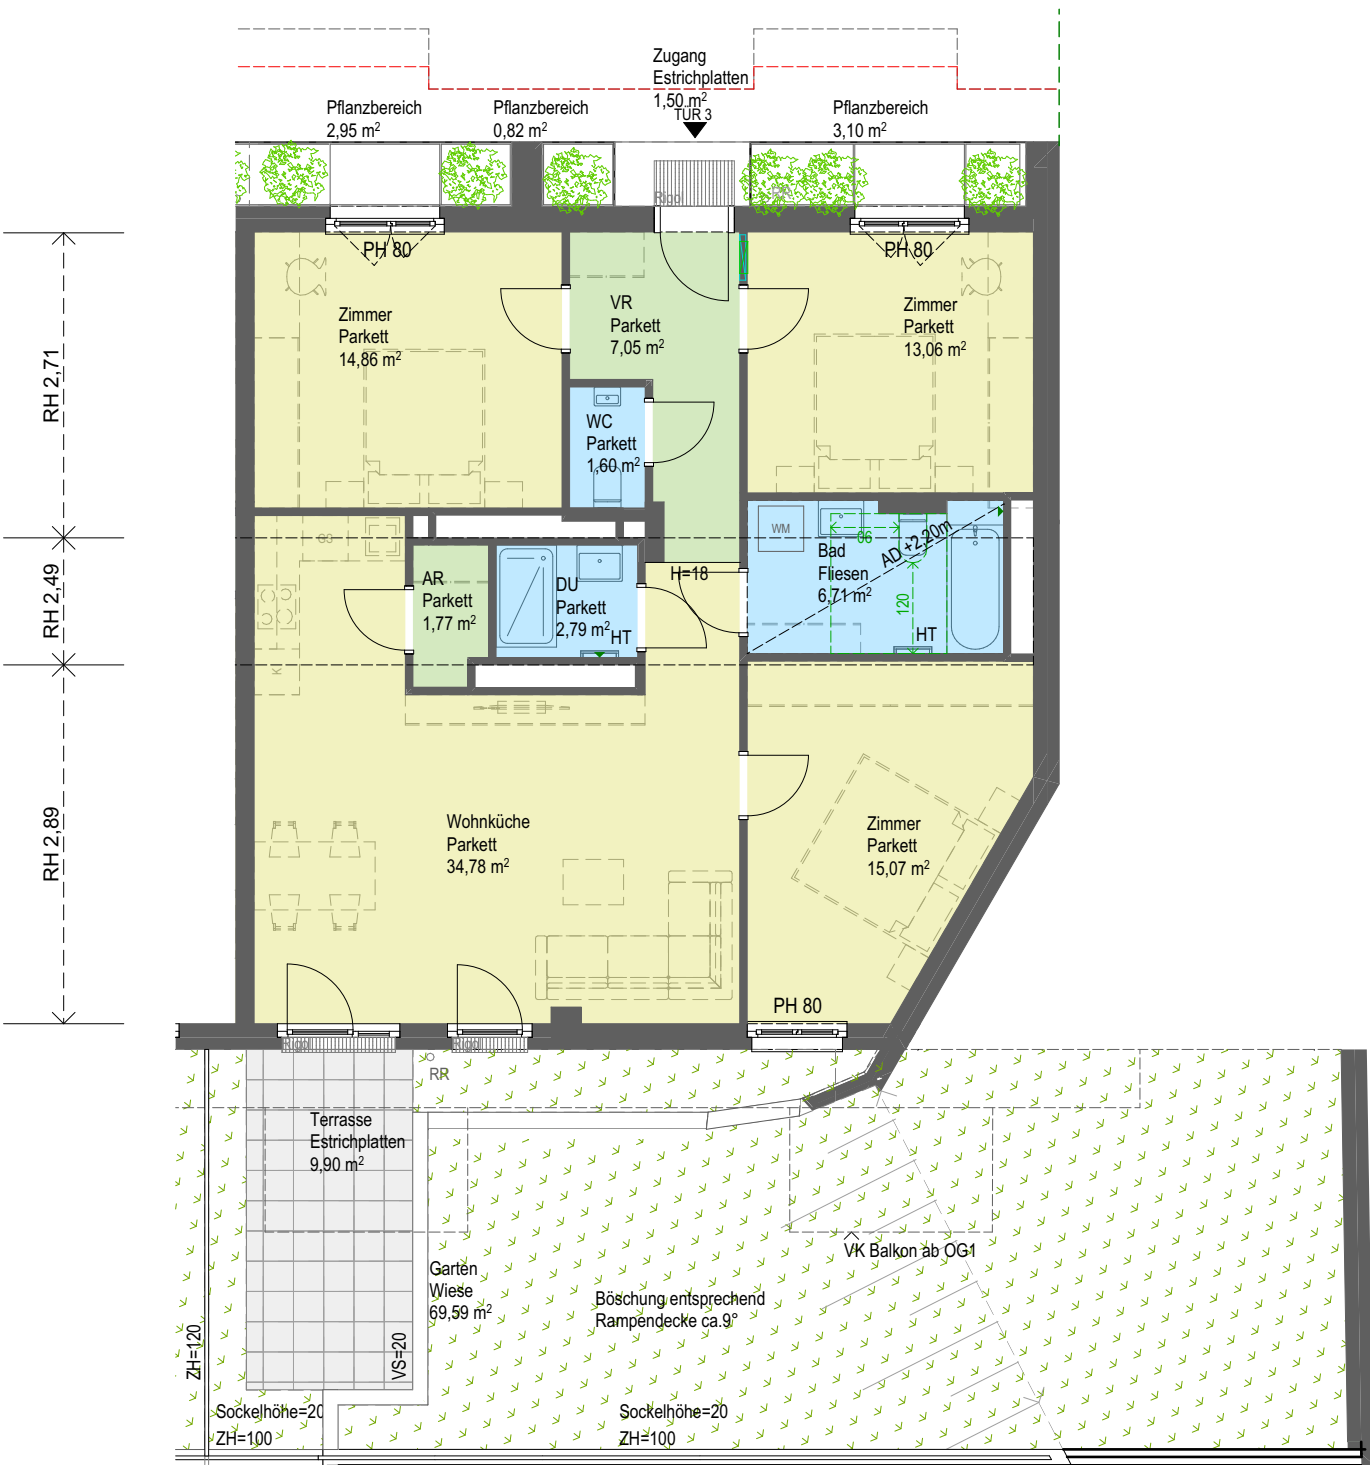 Zugang
Estrichplatten
1,50 m²
TÜR 3
Pflanzbereich
2,95 m²
Pflanzbereich
0,82 m²
Pflanzbereich
3,10 m²
Rigol
RR
PH 80
PH 80
Zimmer
Parkett
14,86 m²
VR
Parkett
7,05 m²
Zimmer
Parkett
13,06 m²
RH 2,71
WC
Parkett
1,60 m²
WM
86
Bad
Fliesen
6,71 m²
AD +2,20m
120
HT
H=18
RH 2,49
AR
Parkett
1,77 m²
DU
Parkett
2,79 m²
HT
K
RH 2,89
Wohnküche
Parkett
34,78 m²
Zimmer
Parkett
15,07 m²
PH 80
Rigol
Rigol
RR
Terrasse
Estrichplatten
9,90 m²
VK Balkon ab OG1
Garten
Wiese
69,59 m²
Böschung entsprechend
Rampendecke ca.9°
ZH=120
VS=20
Sockelhöhe=20
ZH=100
Sockelhöhe=20
ZH=100